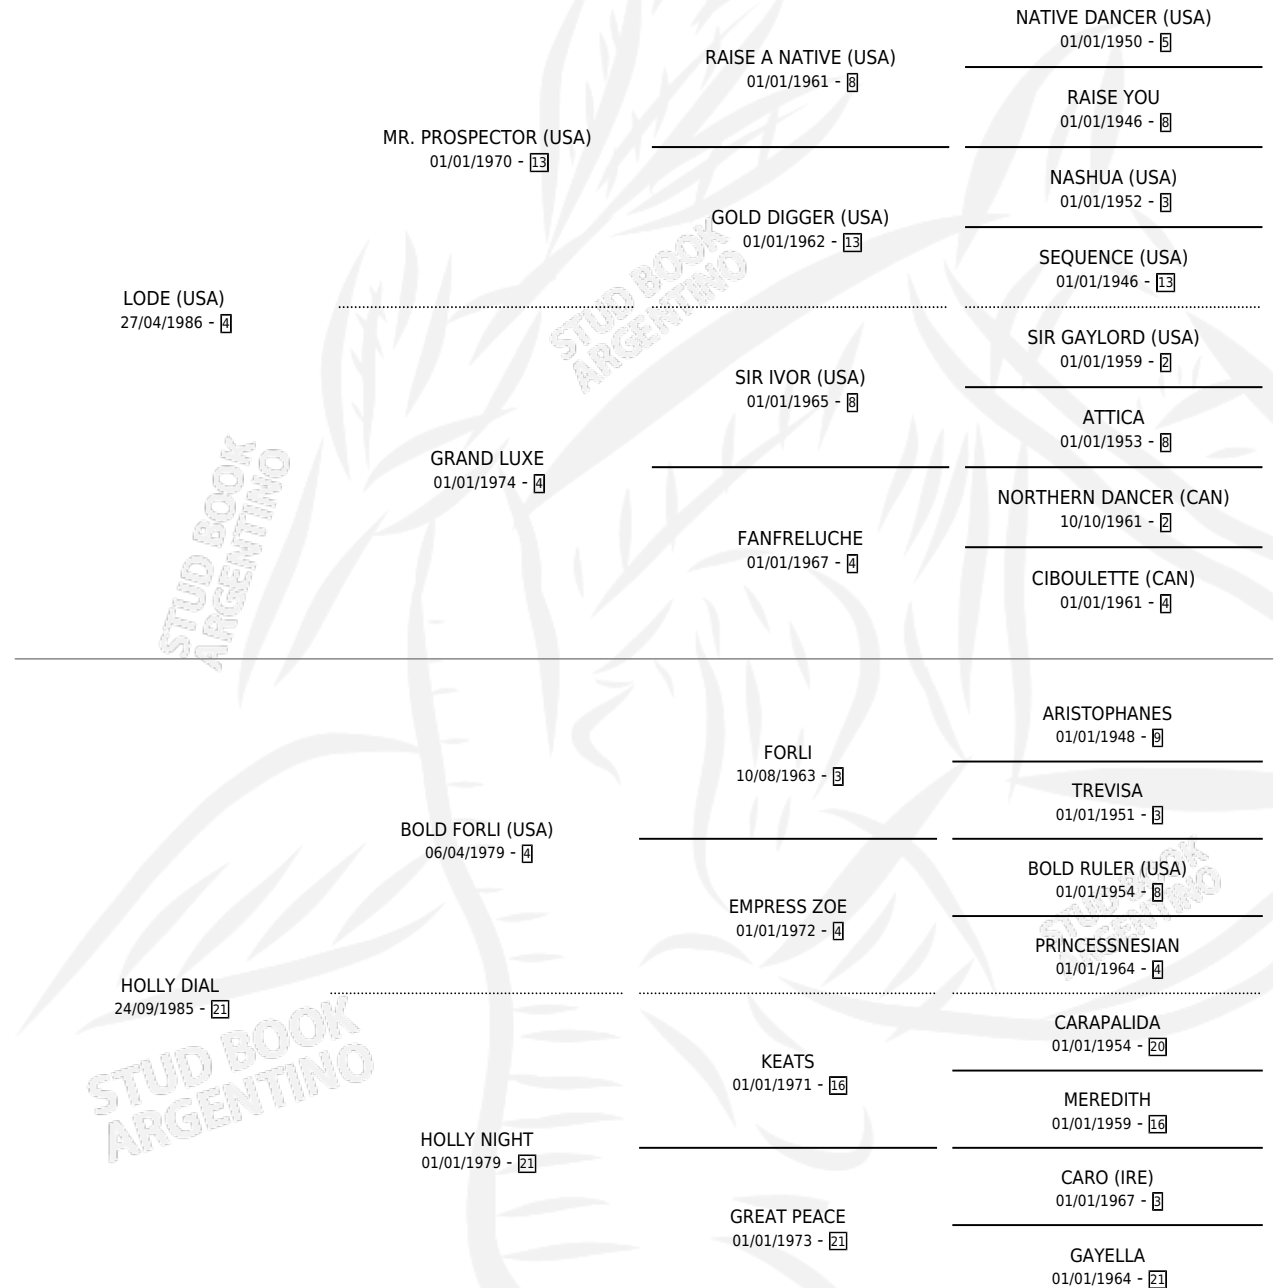 NATIVE DANCER (USA)
01/01/1950 - 5
RAISE A NATIVE (USA)
01/01/1961 - 8
RAISE YOU
01/01/1946 - 8
MR. PROSPECTOR (USA)
01/01/1970 - 13
NASHUA (USA)
01/01/1952 - 3
GOLD DIGGER (USA)
01/01/1962 - 13
SEQUENCE (USA)
01/01/1946 - 13
LODE (USA)
27/04/1986 - 4
STUD BOOK
ARGENTINO
SIR GAYLORD (USA)
01/01/1959 - 2
SIR IVOR (USA)
01/01/1965 - 8
ATTICA
01/01/1953 - 8
GRAND LUXE
01/01/1974 - 4
NORTHERN DANCER (CAN)
10/10/1961 - 2
FANFRELUCHE
01/01/1967 - 4
CIBOULETTE (CAN)
01/01/1961 - 4
STUD BOOK
ARGENTINO
ARISTOPHANES
01/01/1948 - 9
FORLI
10/08/1963 - 3
TREVISA
01/01/1951 - 3
BOLD FORLI (USA)
06/04/1979 - 4
BOLD RULER (USA)
01/01/1954 - 8
EMPRESS ZOE
01/01/1972 - 4
PRINCESSNESIAN
01/01/1964 - 4
STUD BOOK
ARGENTINO
HOLLY DIAL
24/09/1985 - 21
CARAPALIDA
01/01/1954 - 20
KEATS
01/01/1971 - 16
MEREDITH
01/01/1959 - 16
STUD BOOK
ARGENTINO
HOLLY NIGHT
01/01/1979 - 21
CARO (IRE)
01/01/1967 - 3
GREAT PEACE
01/01/1973 - 21
GAYELLA
01/01/1964 - 21